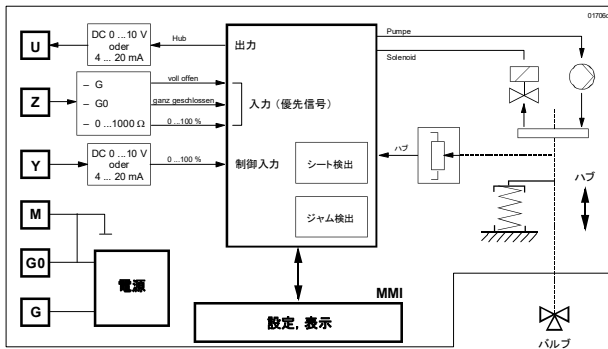 01706d
U
DC 0 ...10 V
oder
4 ... 20 mA
Hub
出力
Pumpe
Solenoid
Z
– G
– G0
– 0...1000 Ω
voll offen
ganz geschlossen
0 ...100 %
入力（優先信号）
Y
DC 0 ...10 V
oder
4 ... 20 mA
0 ...100 %
制御入力
シート検出
ジャム検出
ハブ
ハブ
M
G0
G
電源
MMI
設定, 表示
バルブ